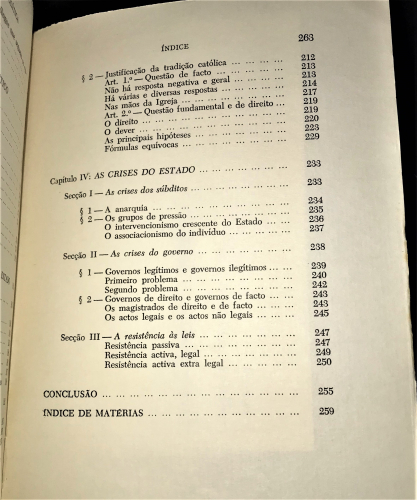 263
ÍNDICE
§ 2 — Justificação da tradição católica ... 212
Art. 1.º — Questão de facto ... 213
Não há resposta negativa e geral ... 213
Há várias e diversas respostas ... 214
Nas mãos da Igreja ... 217
Art. 2.º — Questão fundamental e de direito ... 219
O direito ... 219
O dever ... 220
As principais hipóteses ... 223
Fórmulas equívocas ... 229
Capítulo IV: AS CRISES DO ESTADO ... 233
Secção I — As crises dos súbditos ... 233
§ 1 — A anarquia ... 234
§ 2 — Os grupos de pressão ... 235
O intervencionismo crescente do Estado ... 236
O associacionismo do indivíduo ... 237
Secção II — As crises do governo ... 238
§ 1 — Governos legítimos e governos ilegítimos ... 239
Primeiro problema ... 240
Segundo problema ... 242
§ 2 — Governos de direito e governos de facto ... 243
Os magistrados de direito e de facto ... 243
Os actos legais e os actos não legais ... 245
Secção III — A resistência às leis ... 247
Resistência passiva ... 247
Resistência activa, legal ... 249
Resistência activa extra legal ... 250
CONCLUSÃO ... 255
ÍNDICE DE MATÉRIAS ... 259